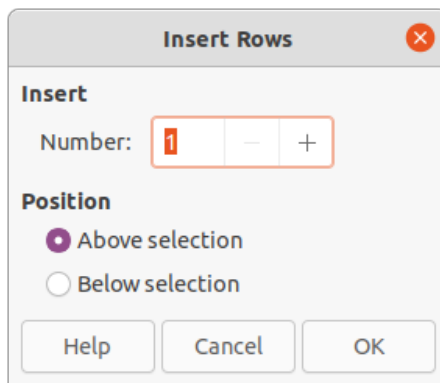 Insert Rows
Insert
Number: 1
Position
Above selection
Below selection
Help Cancel OK